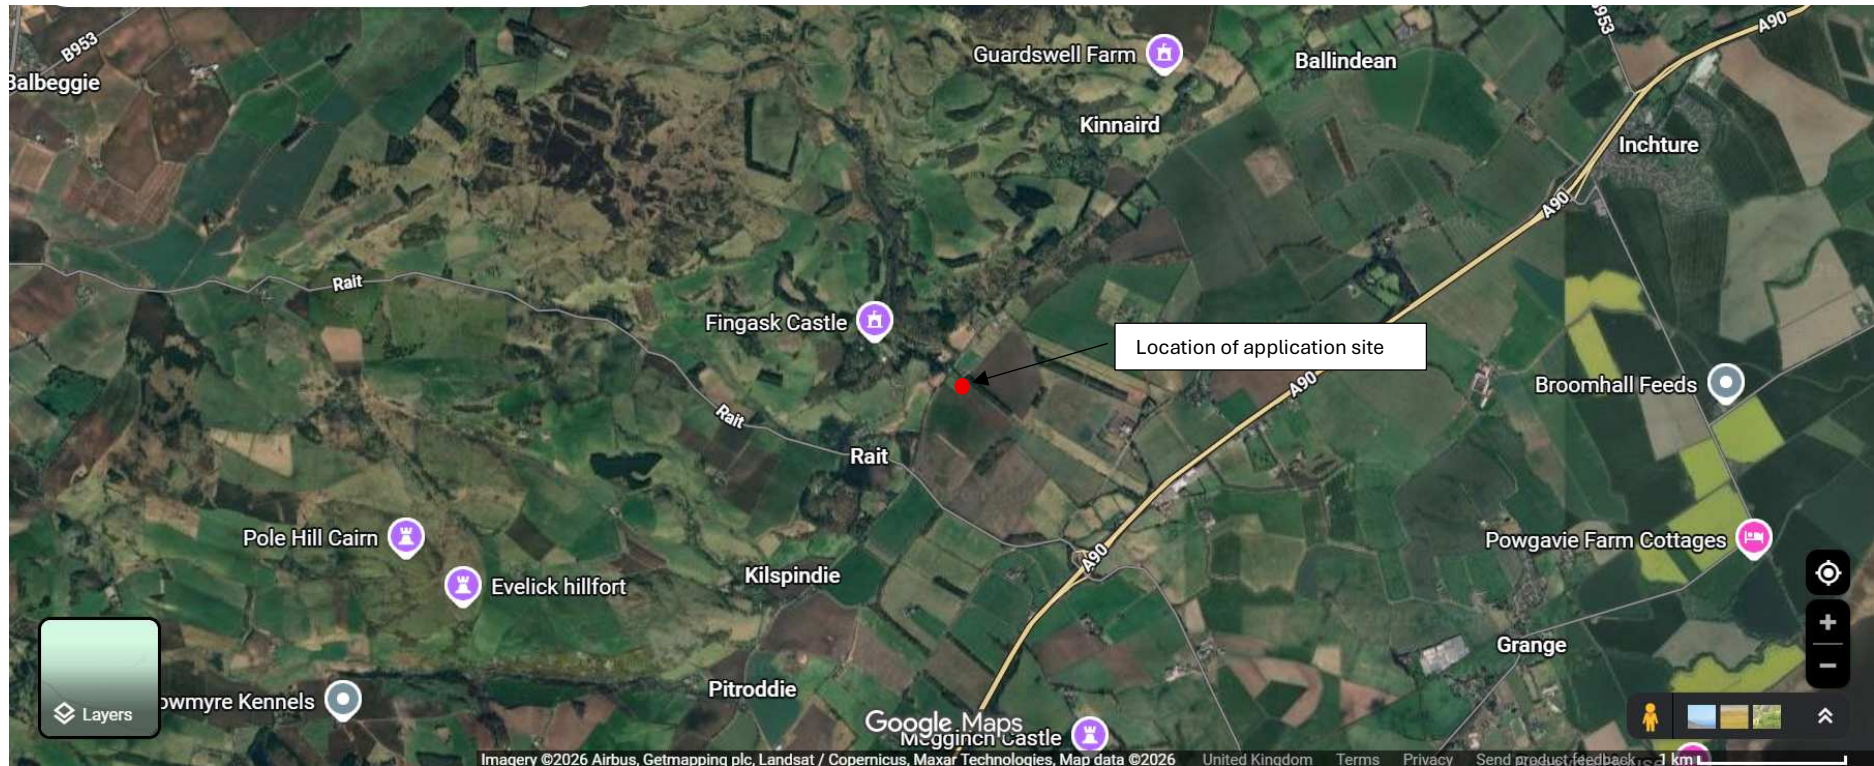 B953
B953
A90
Balbeggie
Guardswell Farm
Ballindean
Kinnaird
Inchture
A90
Rait
Fingask Castle
Location of application site
A90
Broomhall Feeds
Rait
Rait
Pole Hill Cairn
Powgavie Farm Cottages
A90
Kilspindie
Evelick hillfort
Grange
Pitroddie
owmyre Kennels
Layers
Google Maps
Megginch Castle
Imagery ©2026 Airbus, Getmapping plc, Landsat / Copernicus, Maxar Technologies, Map data ©2026 United Kingdom Terms Privacy Send product feedback 1 km